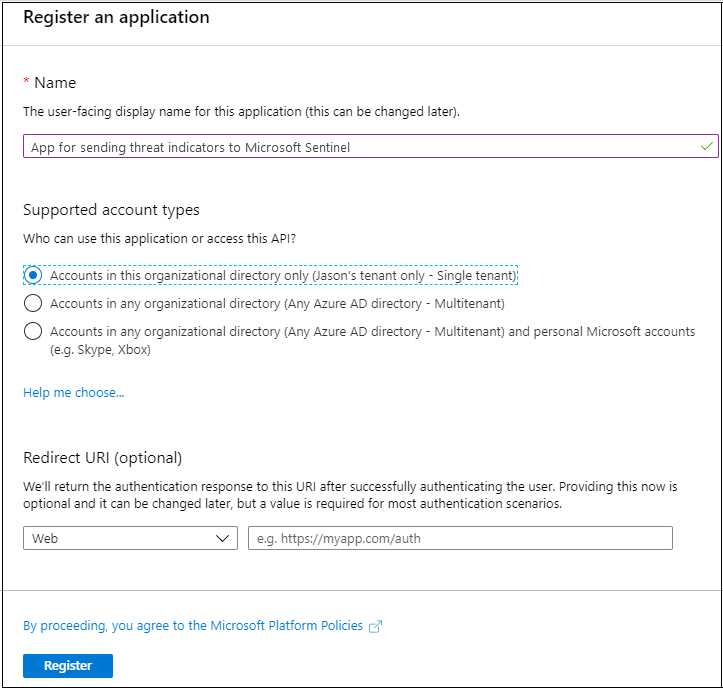 Register an application
* Name
The user-facing display name for this application (this can be changed later).
App for sending threat indicators to Microsoft Sentinel
Supported account types
Who can use this application or access this API?
Accounts in this organizational directory only (Jason's tenant only - Single tenant)
Accounts in any organizational directory (Any Azure AD directory - Multitenant)
Accounts in any organizational directory (Any Azure AD directory - Multitenant) and personal Microsoft accounts
(e.g. Skype, Xbox)
Help me choose...
Redirect URI (optional)
We'll return the authentication response to this URI after successfully authenticating the user. Providing this now is
optional and it can be changed later, but a value is required for most authentication scenarios.
Web
e.g. https://myapp.com/auth
By proceeding, you agree to the Microsoft Platform Policies
Register